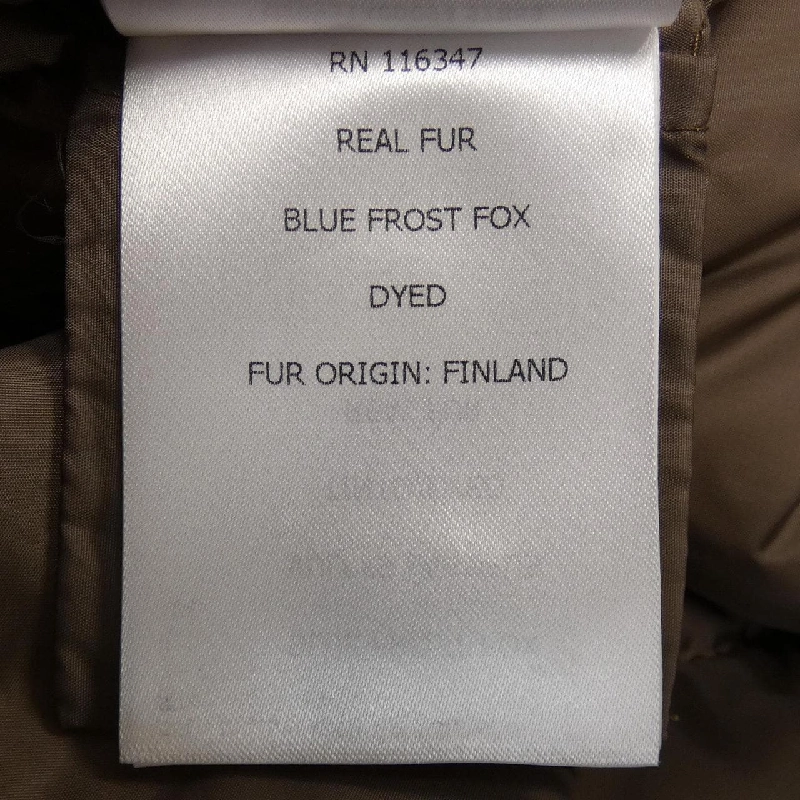 RN 116347
REAL FUR
BLUE FROST FOX
DYED
FUR ORIGIN: FINLAND